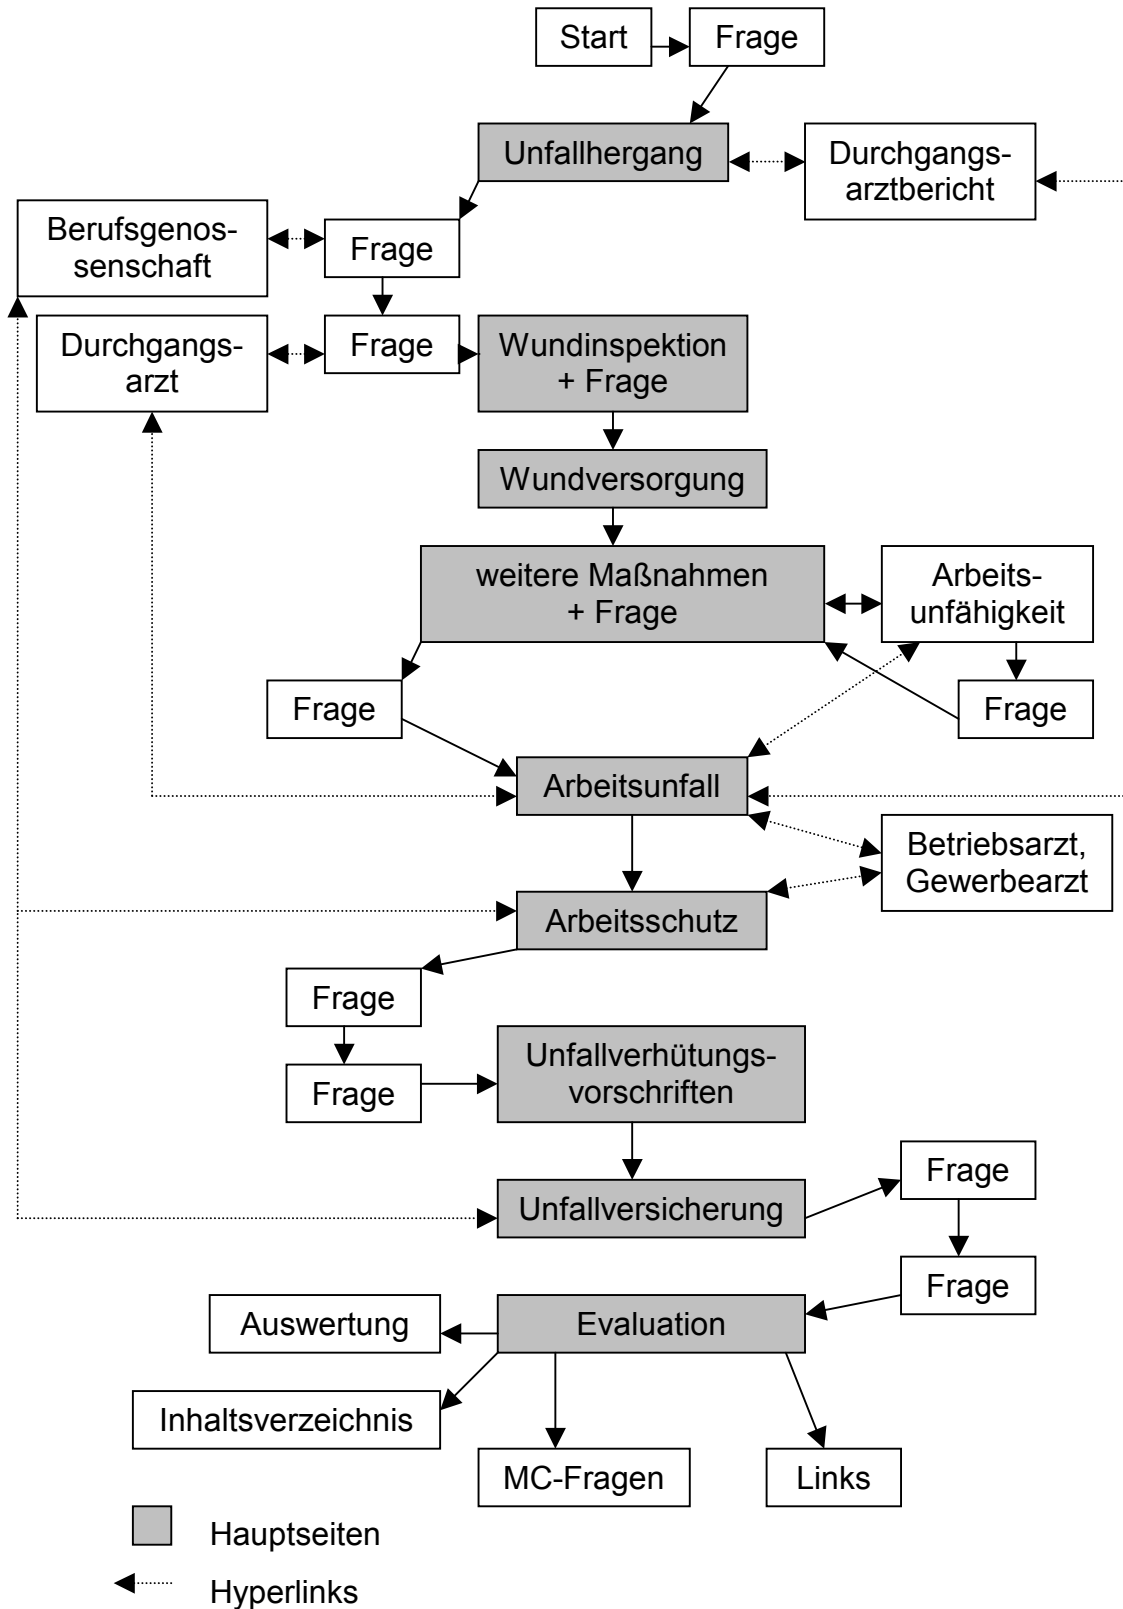 Start
Frage
Unfallhergang
Durchgangs-
arztbericht
Berufsgenos-
senschaft
Frage
Durchgangs-
arzt
Frage
Wundinspektion
+ Frage
Wundversorgung
weitere Maßnahmen
+ Frage
Arbeits-
unfähigkeit
Frage
Frage
Arbeitsunfall
Betriebsarzt,
Gewerbearzt
Arbeitsschutz
Frage
Frage
Unfallverhütungs-
vorschriften
Unfallversicherung
Frage
Frage
Auswertung
Evaluation
Inhaltsverzeichnis
MC-Fragen
Links
Hauptseiten
Hyperlinks